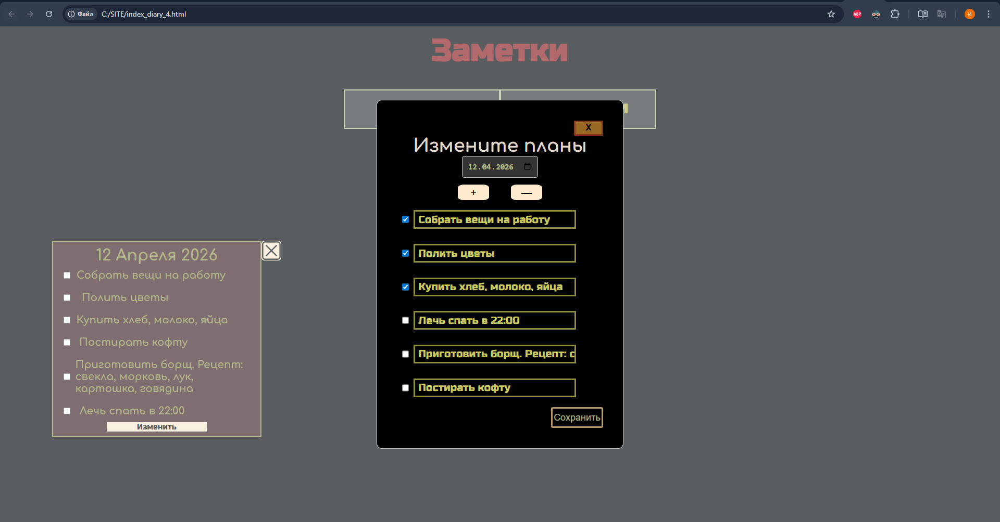 Файл C:/SITE/index_diary_4.html
ABP
И
Заметки
X
Измените планы
12.04.2026
+ —
Собрать вещи на работу
Полить цветы
Купить хлеб, молоко, яйца
Лечь спать в 22:00
Приготовить борщ. Рецепт: с
Постирать кофту
Сохранить
12 Апреля 2026
Собрать вещи на работу
Полить цветы
Купить хлеб, молоко, яйца
Постирать кофту
Приготовить борщ. Рецепт:
свекла, морковь, лук,
картошка, говядина
Лечь спать в 22:00
Изменить